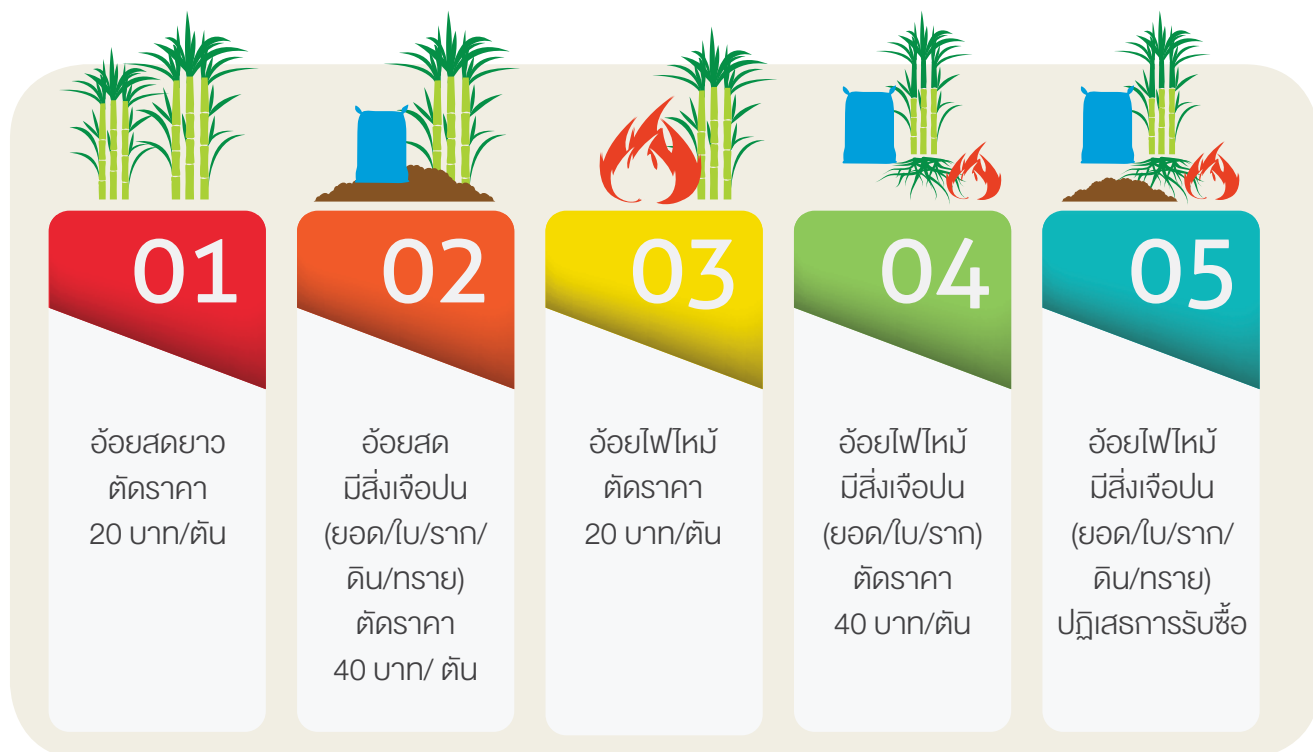 01
อ้อยสดยาว
ตัดราคา
20 บาท/ตัน
02
อ้อยสด
มีสิ่งเจือปน
(ยอด/ใบ/ราก/
ดิน/ทราย)
ตัดราคา
40 บาท/ ตัน
03
อ้อยไฟไหม้
ตัดราคา
20 บาท/ตัน
04
อ้อยไฟไหม้
มีสิ่งเจือปน
(ยอด/ใบ/ราก)
ตัดราคา
40 บาท/ตัน
05
อ้อยไฟไหม้
มีสิ่งเจือปน
(ยอด/ใบ/ราก/
ดิน/ทราย)
ปฏิเสธการรับซื้อ